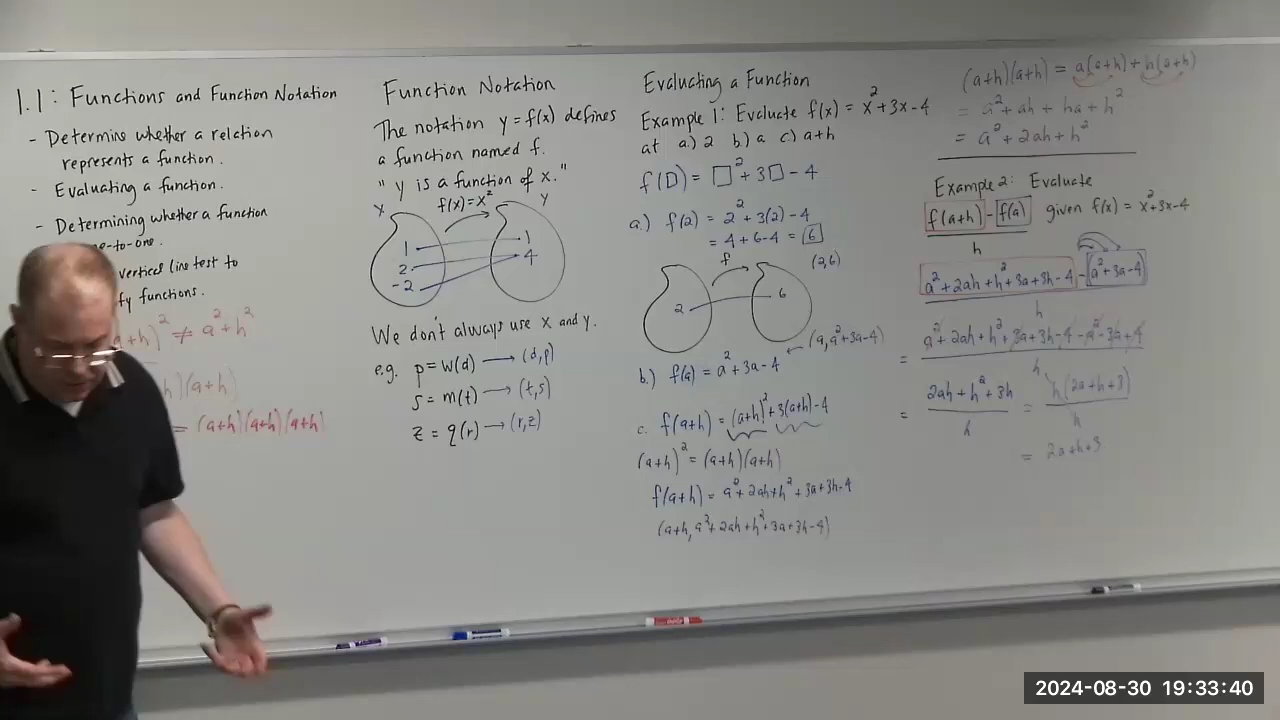 1.1: Functions and Function Notation
- Determine whether a relation
represents a function.
- Evaluating a function.
- Determining whether a function
ne-to-one.
vertical line test to
fy functions.
a+h)² ≠ a²+h²
h)(a+h)
= (a+h)(a+h)(a+h)
Function Notation
The notation y = f(x) defines
a function named f.
"y is a function of x."
x f(x)=x² y
1 1
2 4
-2
We don't always use x and y.
e.g. p=w(d) → (d,p)
s = m(t) → (t,s)
z = q(r) → (r,z)
Evaluating a Function
Example 1: Evaluate f(x) = x²+3x-4
at a.) 2 b.) a c.) a+h
f(□) = □²+3□-4
a.) f(2) = 2²+3(2)-4
= 4+6-4 = 6
f (2,6)
2 6
(a,a²+3a-4)
b.) f(a) = a²+3a-4
c. f(a+h) = (a+h)²+3(a+h)-4
(a+h)² = (a+h)(a+h)
f(a+h) = a²+2ah+h²+3a+3h-4
(a+h, a²+2ah+h²+3a+3h-4)
(a+h)(a+h) = a(a+h)+h(a+h)
= a²+ah+ha+h²
= a²+2ah+h²
Example 2: Evaluate
f(a+h)-f(a) given f(x) = x²+3x-4
h
a²+2ah+h²+3a+3h-4 -(a²+3a-4)
h
= a²+2ah+h²+3a+3h-4-a²-3a+4
h
= 2ah+h²+3h = h(2a+h+3)
h h
= 2a+h+3
2024-08-30 19:33:40